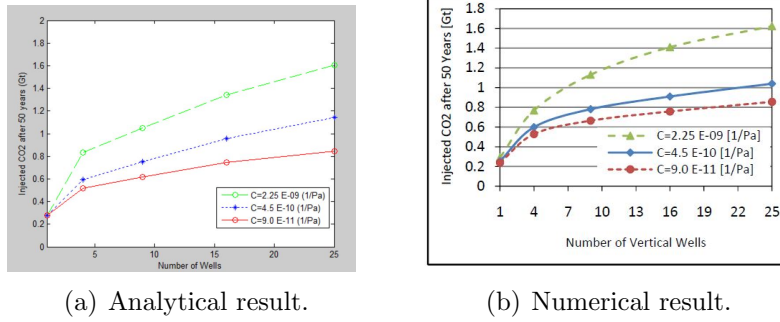 2
1.8
1.6
1.4
1.2
1
0.8
0.6
0.4
0.2
0
Injected CO2 after 50 years (Gt)
C=2.25 E-09 (1/Pa)
C=4.5 E-10 (1/Pa)
C=9.0 E-11 (1/Pa)
5 10 15 20 25
Number of Wells
(a) Analytical result.
1.8
1.6
1.4
1.2
1
0.8
0.6
0.4
0.2
0
Injected CO2 after 50 Years [Gt]
C=2.25 E-09 [1/Pa]
C=4.5 E-10 [1/Pa]
C=9.0 E-11 [1/Pa]
1 4 7 10 13 16 19 22 25
Number of Vertical Wells
(b) Numerical result.